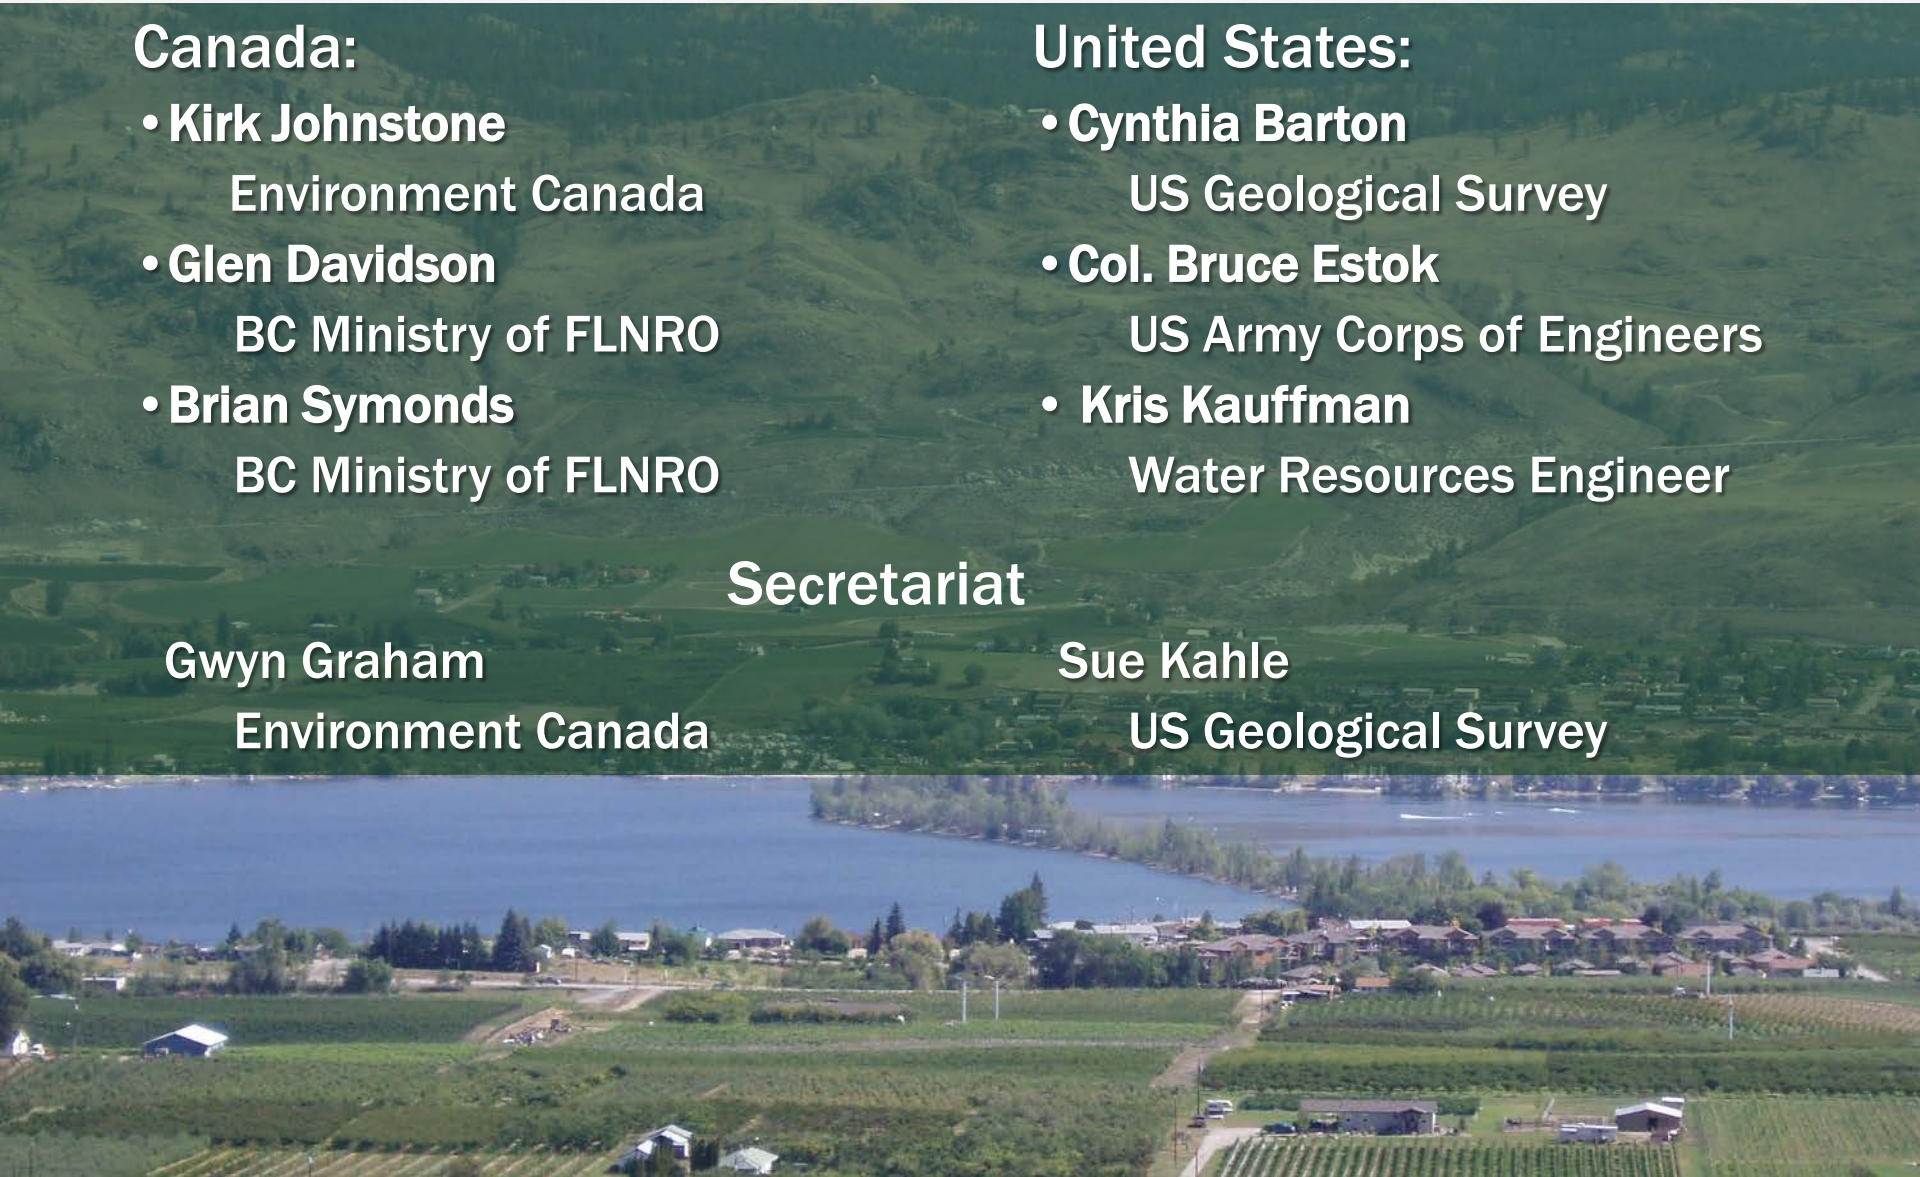 Canada:
•Kirk Johnstone
Environment Canada
•Glen Davidson
BC Ministry of FLNRO
•Brian Symonds
BC Ministry of FLNRO
United States:
•Cynthia Barton
US Geological Survey
•Col. Bruce Estok
US Army Corps of Engineers
• Kris Kauffman
Water Resources Engineer
Secretariat
Gwyn Graham
Environment Canada
Sue Kahle
US Geological Survey